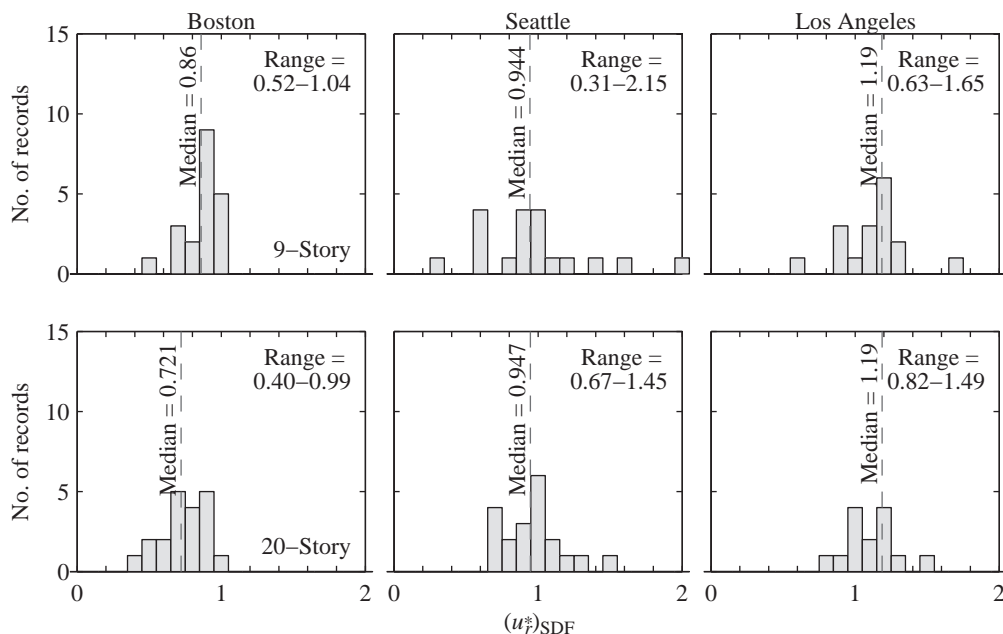 Boston
Seattle
Los Angeles
15
10
5
0
No. of records
Median = 0.86
Range =
0.52–1.04
9–Story
Median = 0.944
Range =
0.31–2.15
Median = 1.19
Range =
0.63–1.65
15
10
5
0
No. of records
Median = 0.721
Range =
0.40–0.99
20–Story
Median = 0.947
Range =
0.67–1.45
Median = 1.19
Range =
0.82–1.49
0 1 2 0 1 2 0 1 2
(u*r)SDF